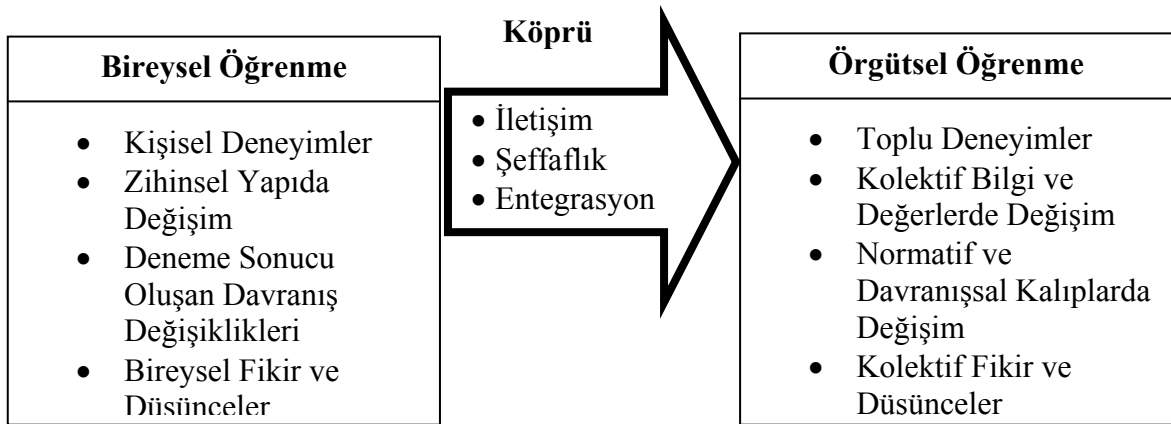 Bireysel Öğrenme
• Kişisel Deneyimler
• Zihinsel Yapıda
Değişim
• Deneme Sonucu
Oluşan Davranış
Değişiklikleri
• Bireysel Fikir ve
Düşünceler
Köprü
• İletişim
• Şeffaflık
• Entegrasyon
Örgütsel Öğrenme
• Toplu Deneyimler
• Kolektif Bilgi ve
Değerlerde Değişim
• Normatif ve
Davranışsal Kalıplarda
Değişim
• Kolektif Fikir ve
Düşünceler